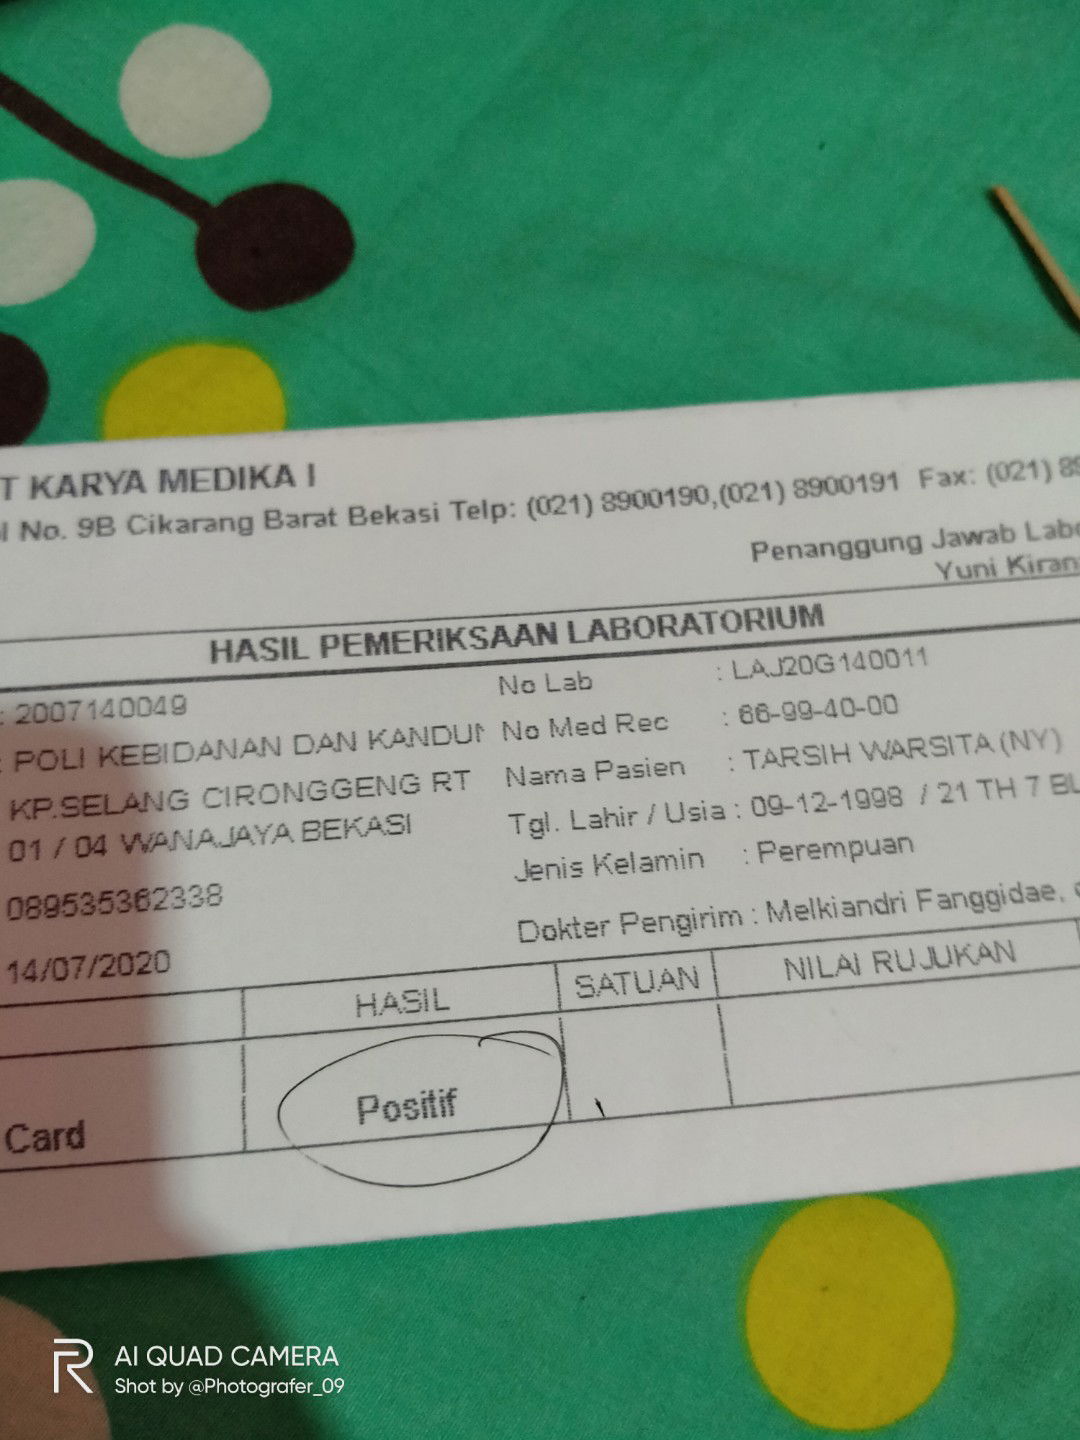 T KARYA MEDIKA I
No. 9B Cikarang Barat Bekasi Telp: (021) 8900190,(021) 8900191 Fax: (021) 89
Penanggung Jawab Labo
Yuni Kiran
HASIL PEMERIKSAAN LABORATORIUM
: 2007140049
No Lab : LAJ20G140011
: POLI KEBIDANAN DAN KANDUN
No Med Rec : 66-99-40-00
KP.SELANG CIRONGGENG RT
Nama Pasien : TARSIH WARSITA (NY)
01 / 04 WANAJAYA BEKASI
Tgl. Lahir / Usia : 09-12-1998 / 21 TH 7 BL
Jenis Kelamin : Perempuan
089535362338
Dokter Pengirim : Melkiandri Fanggidae,
14/07/2020
HASIL SATUAN NILAI RUJUKAN
Card Positif
R AI QUAD CAMERA
Shot by @Photografer_09